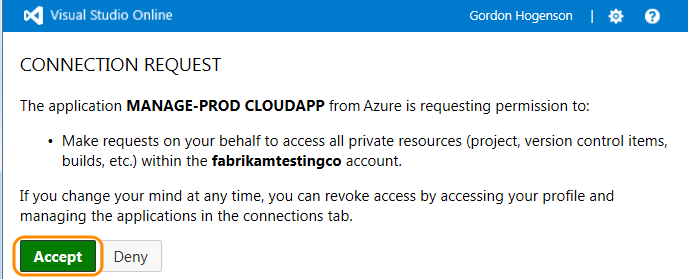 Visual Studio Online Gordon Hogenson | ?
CONNECTION REQUEST
The application MANAGE-PROD CLOUDAPP from Azure is requesting permission to:
• Make requests on your behalf to access all private resources (project, version control items,
builds, etc.) within the fabrikamtestingco account.
If you change your mind at any time, you can revoke access by accessing your profile and
managing the applications in the connections tab.
Accept Deny